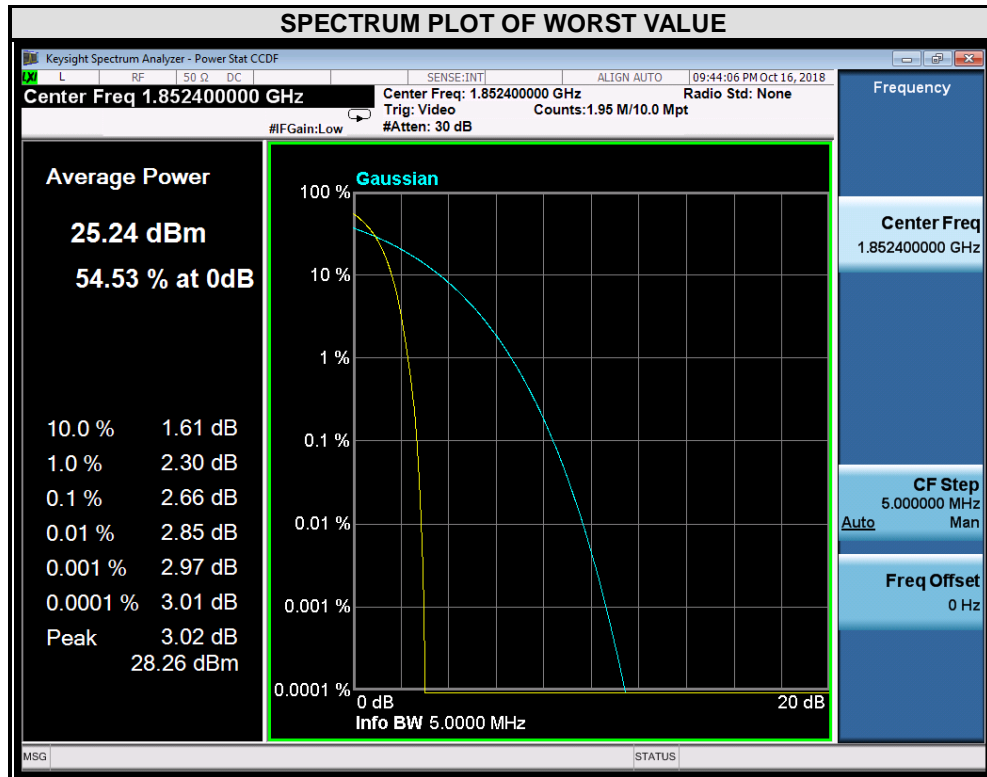 SPECTRUM PLOT OF WORST VALUE
Keysight Spectrum Analyzer - Power Stat CCDF
LXI L RF 50 Ω DC SENSE:INT ALIGN AUTO 09:44:06 PM Oct 16, 2018
Center Freq 1.852400000 GHz
Center Freq: 1.852400000 GHz Radio Std: None
Trig: Video Counts:1.95 M/10.0 Mpt
#IFGain:Low #Atten: 30 dB
Average Power
25.24 dBm
54.53 % at 0dB
10.0 % 1.61 dB
1.0 % 2.30 dB
0.1 % 2.66 dB
0.01 % 2.85 dB
0.001 % 2.97 dB
0.0001 % 3.01 dB
Peak 3.02 dB
28.26 dBm
Gaussian
100 %
10 %
1 %
0.1 %
0.01 %
0.001 %
0.0001 %
0 dB 20 dB
Info BW 5.0000 MHz
Frequency
Center Freq
1.852400000 GHz
CF Step
5.000000 MHz
Auto Man
Freq Offset
0 Hz
MSG STATUS